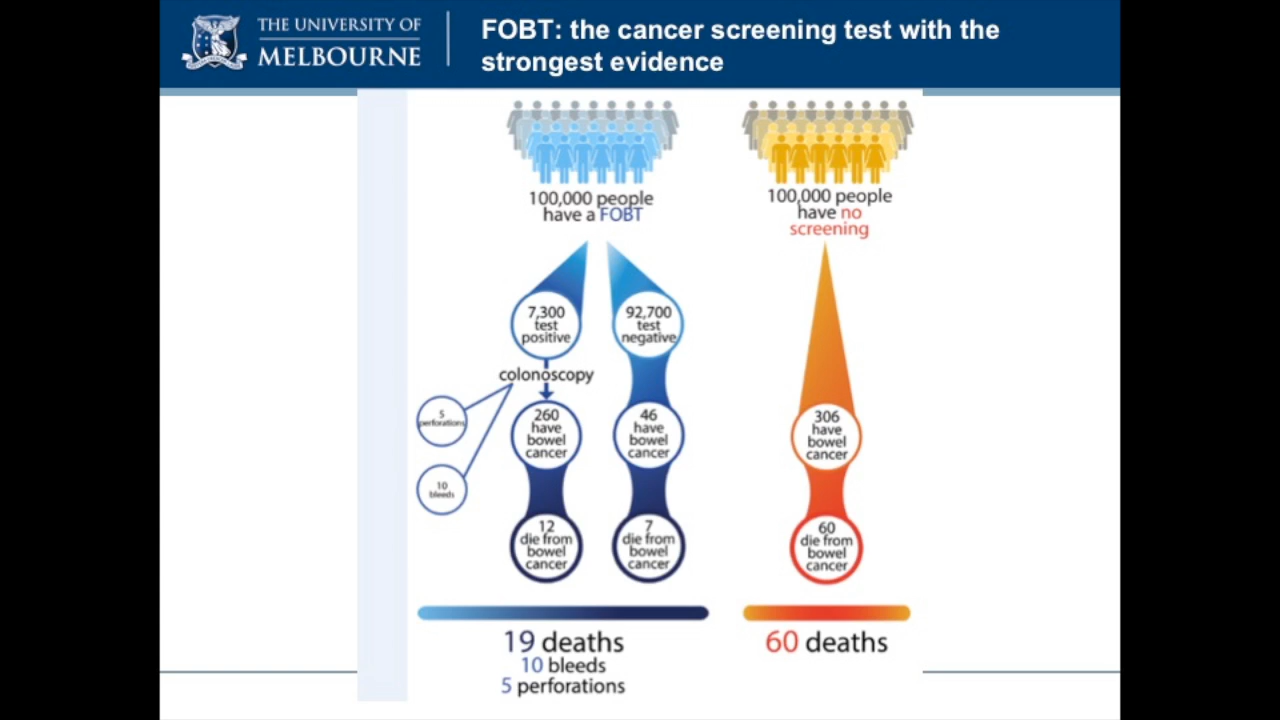 THE UNIVERSITY OF
MELBOURNE
FOBT: the cancer screening test with the
strongest evidence
100,000 people
have a FOBT
100,000 people
have no
screening
7,300
test
positive
92,700
test
negative
colonoscopy
5
perforations
10
bleeds
260
have
bowel
cancer
46
have
bowel
cancer
306
have
bowel
cancer
12
die from
bowel
cancer
7
die from
bowel
cancer
60
die from
bowel
cancer
19 deaths
10 bleeds
5 perforations
60 deaths